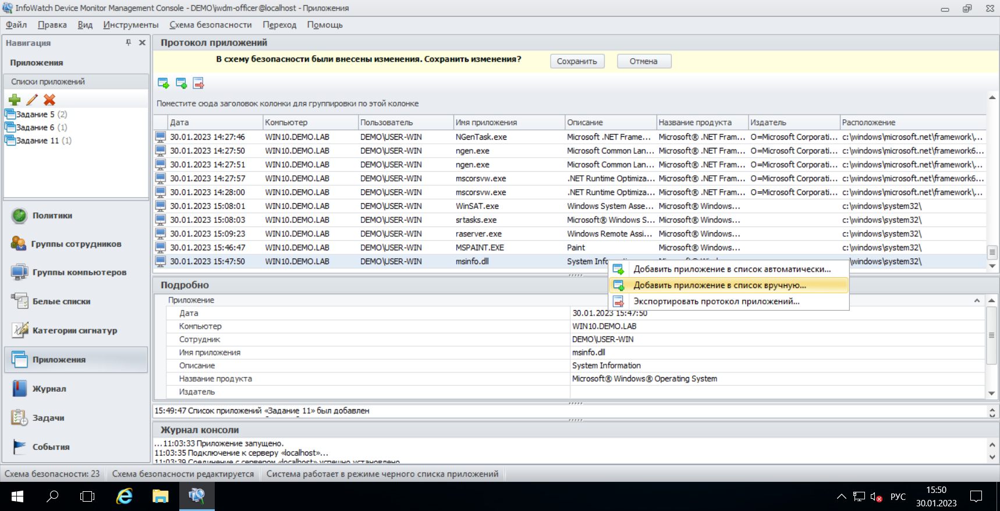 InfoWatch Device Monitor Management Console - DEMO\iwdm-officer@localhost - Приложения
Файл Правка Вид Инструменты Схема безопасности Переход Помощь
Навигация
Приложения
Списки приложений
Задание 5 (2)
Задание 6 (1)
Задание 11 (1)
Политики
Группы сотрудников
Группы компьютеров
Белые списки
Категории сигнатур
Приложения
Журнал
Задачи
События
Протокол приложений
В схему безопасности были внесены изменения. Сохранить изменения? Сохранить Отмена
Поместите сюда заголовок колонки для группировки по этой колонке
Дата Компьютер Пользователь Имя приложения Описание Название продукта Издатель Расположение
30.01.2023 14:27:46 WIN10.DEMO.LAB DEMO\USER-WIN NGenTask.exe Microsoft .NET Frame... Microsoft® .NET Fram... O=Microsoft Corporati... c:\windows\microsoft.net\framework\...
30.01.2023 14:27:50 WIN10.DEMO.LAB DEMO\USER-WIN ngen.exe Microsoft Common Lan... Microsoft® .NET Fram... O=Microsoft Corporati... c:\windows\microsoft.net\framework6...
30.01.2023 14:27:51 WIN10.DEMO.LAB DEMO\USER-WIN ngen.exe Microsoft Common Lan... Microsoft® .NET Fram... O=Microsoft Corporati... c:\windows\microsoft.net\framework\...
30.01.2023 14:27:57 WIN10.DEMO.LAB DEMO\USER-WIN mscorsvw.exe .NET Runtime Optimiza... Microsoft® .NET Fram... O=Microsoft Corporati... c:\windows\microsoft.net\framework6...
30.01.2023 14:28:00 WIN10.DEMO.LAB DEMO\USER-WIN mscorsvw.exe .NET Runtime Optimiza... Microsoft® .NET Fram... O=Microsoft Corporati... c:\windows\microsoft.net\framework\...
30.01.2023 15:08:01 WIN10.DEMO.LAB DEMO\USER-WIN WinSAT.exe Windows System Asse... Microsoft® Windows... c:\windows\system32\
30.01.2023 15:08:03 WIN10.DEMO.LAB DEMO\USER-WIN srtasks.exe Microsoft® Windows S... Microsoft® Windows... c:\windows\system32\
30.01.2023 15:09:23 WIN10.DEMO.LAB DEMO\USER-WIN raserver.exe Windows Remote Assi... Microsoft® Windows... c:\windows\system32\
30.01.2023 15:46:47 WIN10.DEMO.LAB DEMO\USER-WIN MSPAINT.EXE Paint Microsoft® Windows... c:\windows\system32\
30.01.2023 15:47:50 WIN10.DEMO.LAB DEMO\USER-WIN msinfo.dll System \windows\system32\
Добавить приложение в список автоматически...
Добавить приложение в список вручную...
Экспортировать протокол приложений...
Подробно
Приложение
Дата 30.01.2023 15:47:50
Компьютер WIN10.DEMO.LAB
Сотрудник DEMO\USER-WIN
Имя приложения msinfo.dll
Описание System Information
Название продукта Microsoft® Windows® Operating System
Издатель
15:49:47 Список приложений «Задание 11» был добавлен
Журнал консоли
...11:03:33 Приложение запущено.
11:03:35 Подключение к серверу «localhost»...
11:03:39 Соединение с сервером «localhost» успешно установлено
Схема безопасности: 23 Схема безопасности редактируется Система работает в режиме черного списка приложений
РУС 15:50
30.01.2023